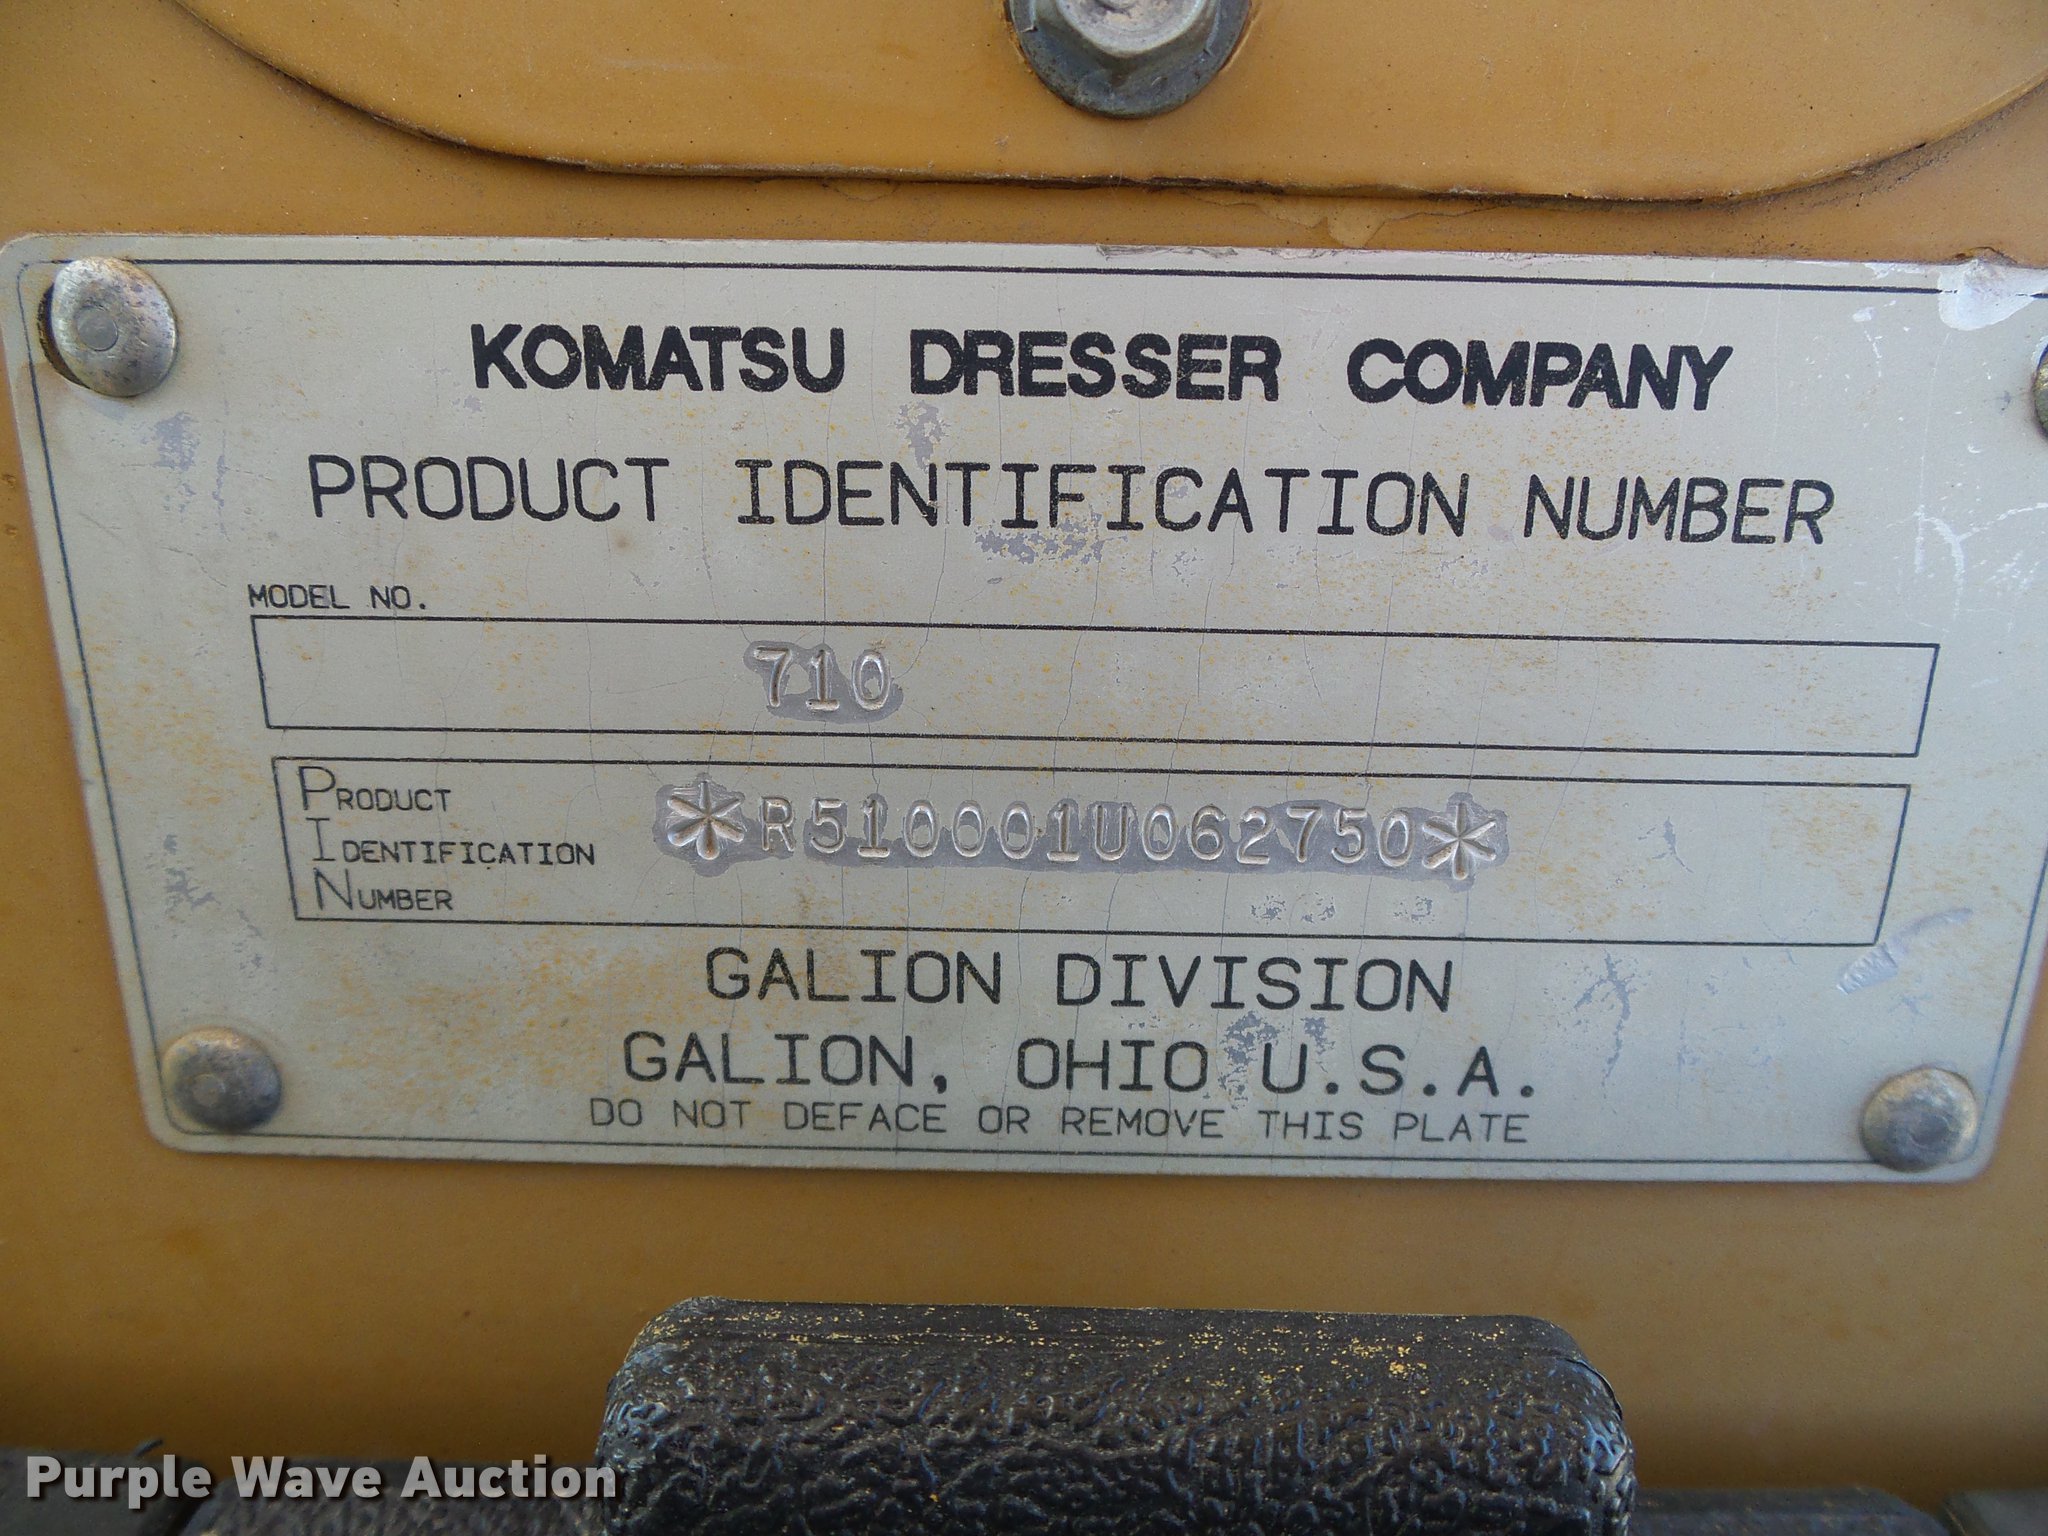 KOMATSU DRESSER COMPANY
PRODUCT IDENTIFICATION NUMBER
MODEL NO.
710
PRODUCT
IDENTIFICATION
NUMBER
*R510001U062750*
GALION DIVISION
GALION, OHIO U.S.A.
DO NOT DEFACE OR REMOVE THIS PLATE
Purple Wave Auction